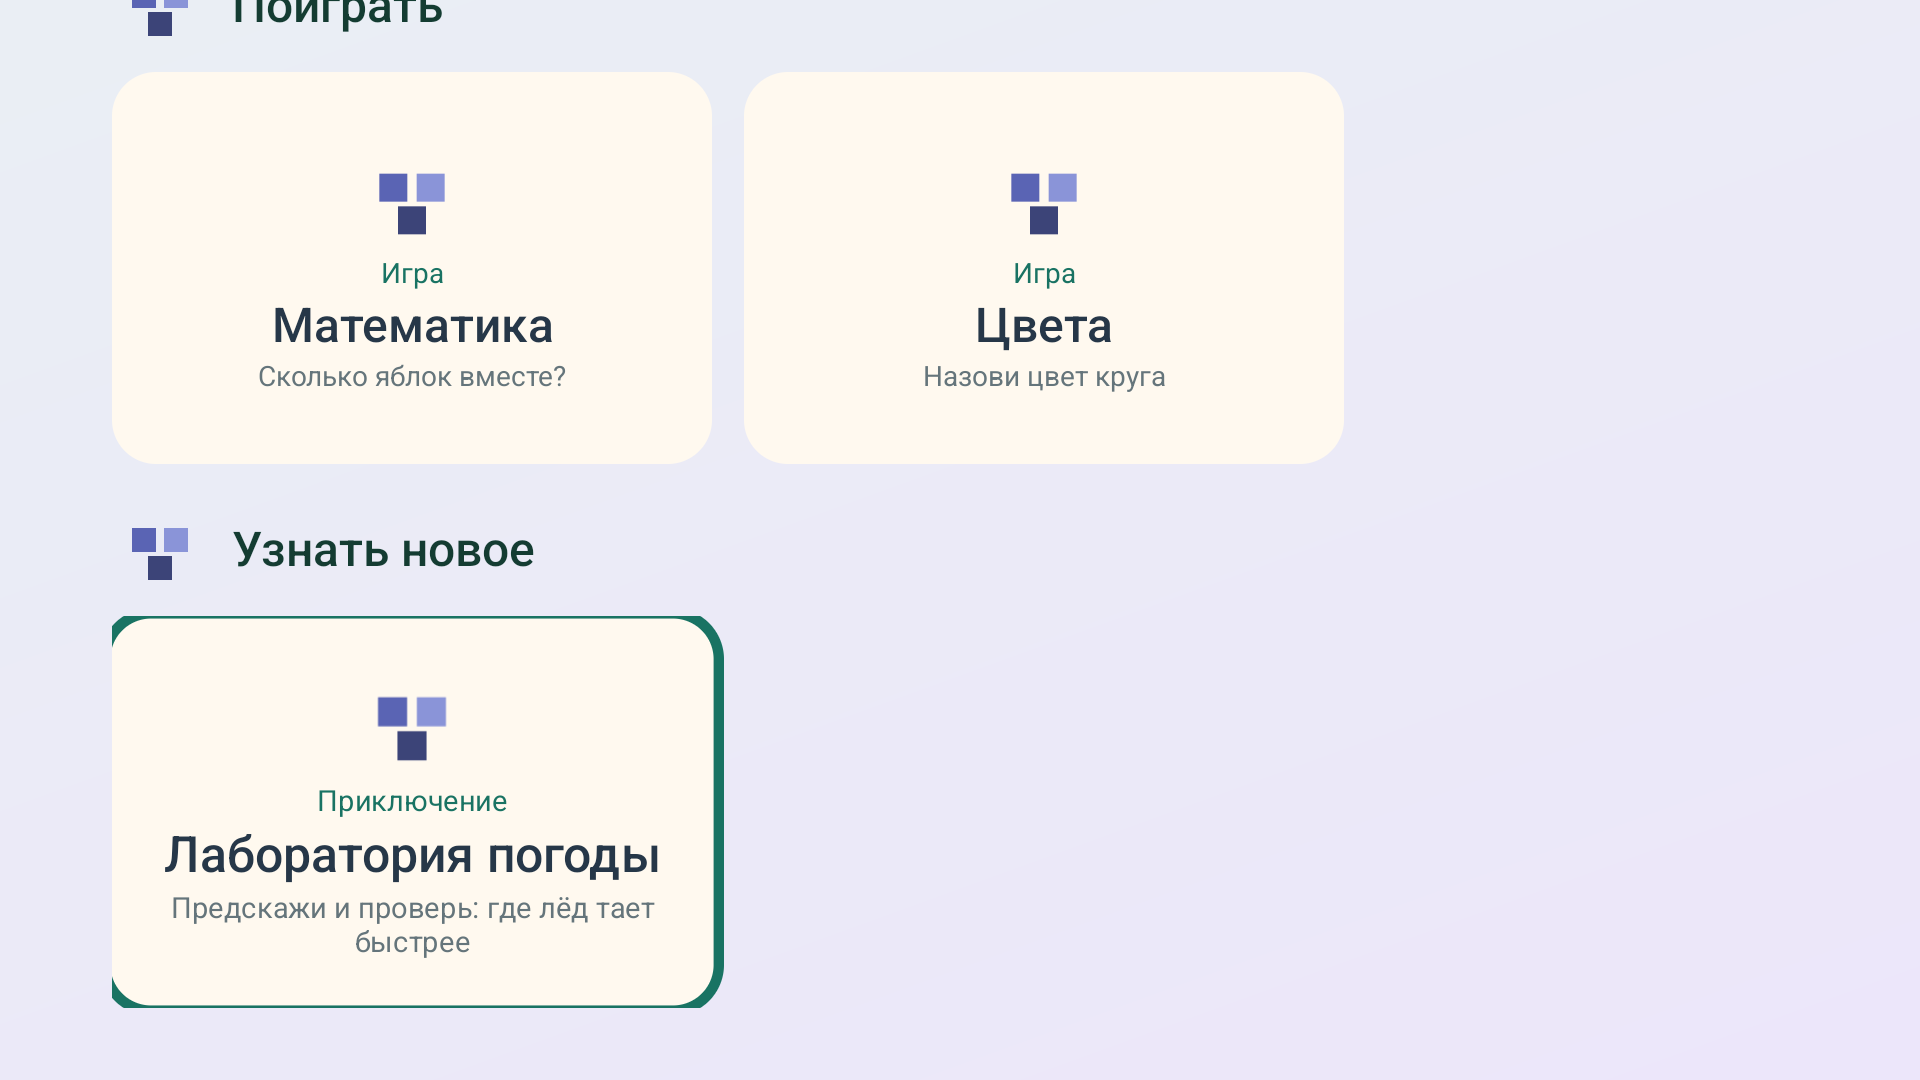 Поиграть
Игра
Математика
Сколько яблок вместе?
Игра
Цвета
Назови цвет круга
Узнать новое
Приключение
Лаборатория погоды
Предскажи и проверь: где лёд тает
быстрее